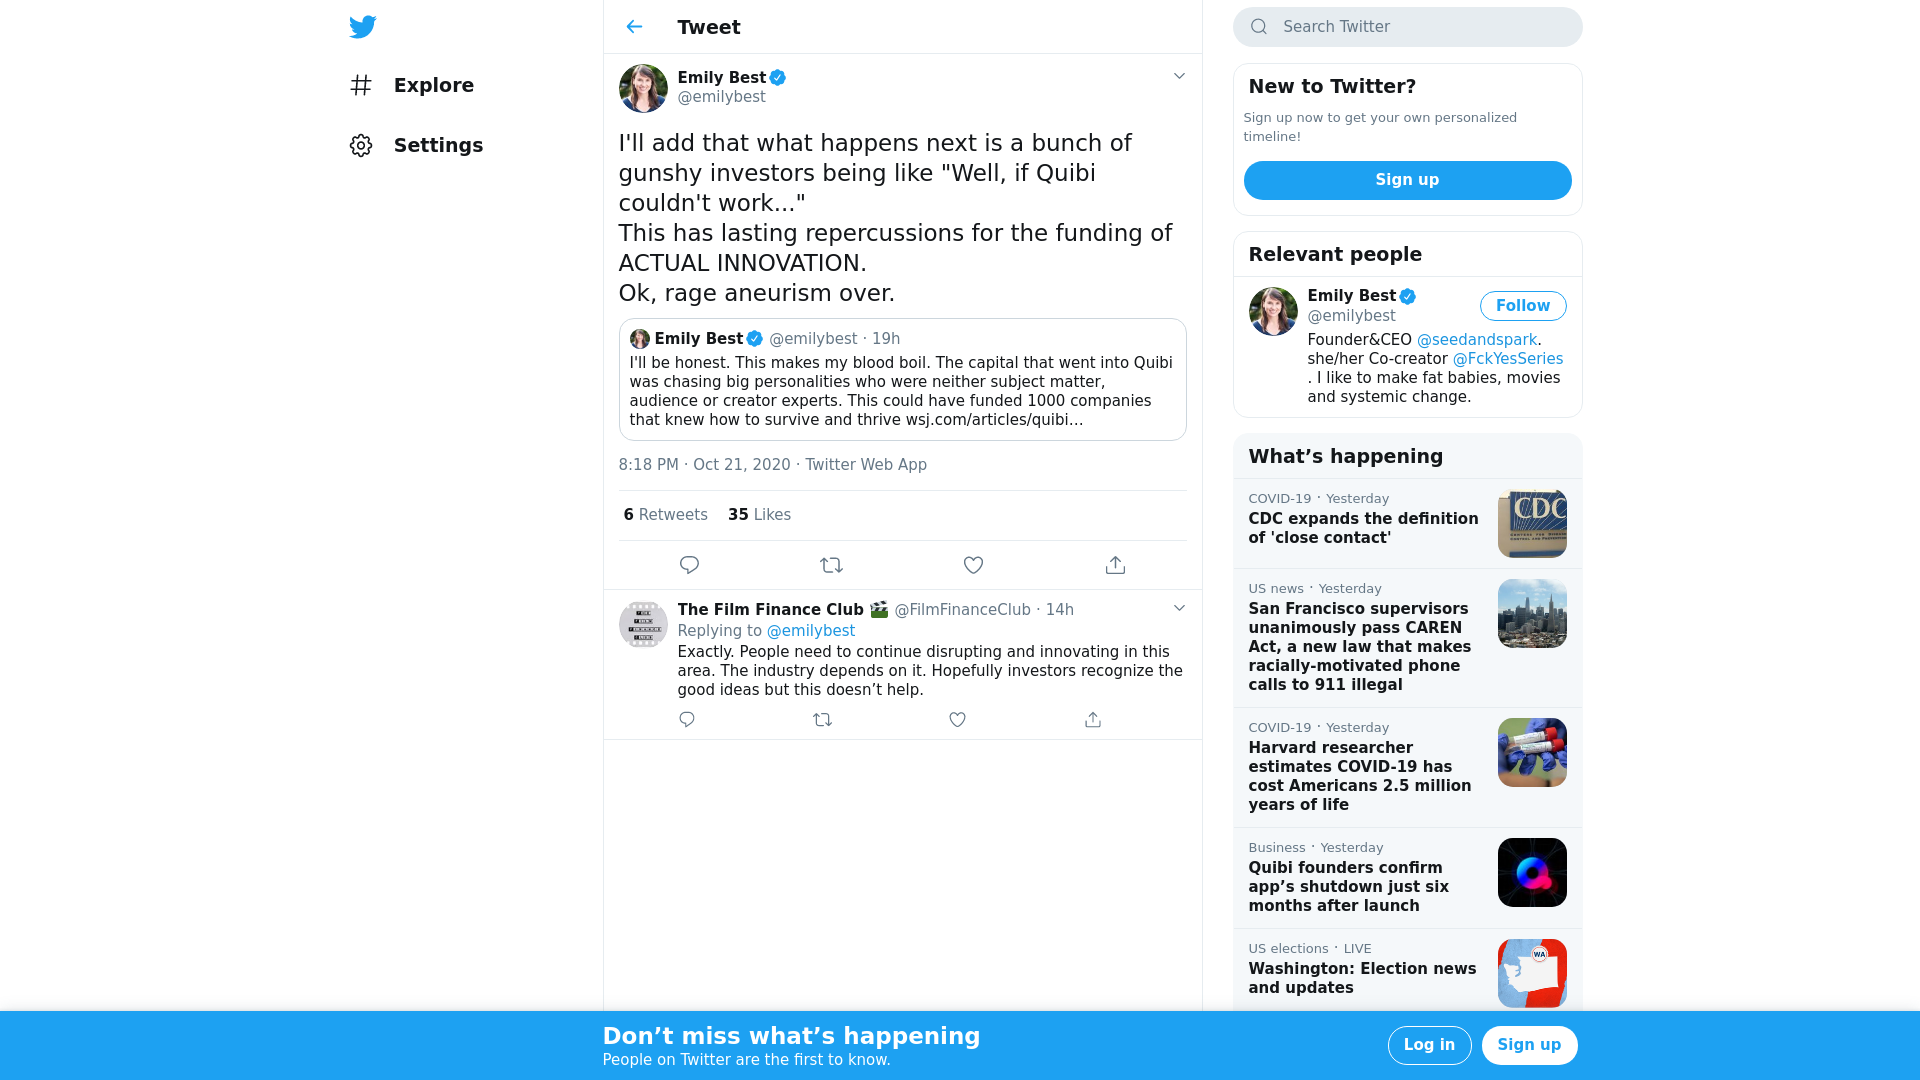 Explore
Settings
Tweet
Emily Best
@emilybest
I'll add that what happens next is a bunch of
gunshy investors being like "Well, if Quibi
couldn't work..."
This has lasting repercussions for the funding of
ACTUAL INNOVATION.
Ok, rage aneurism over.
Emily Best @emilybest · 19h
I'll be honest. This makes my blood boil. The capital that went into Quibi
was chasing big personalities who were neither subject matter,
audience or creator experts. This could have funded 1000 companies
that knew how to survive and thrive wsj.com/articles/quibi…
8:18 PM · Oct 21, 2020 · Twitter Web App
6 Retweets 35 Likes
The Film Finance Club 🎬 @FilmFinanceClub · 14h
Replying to @emilybest
Exactly. People need to continue disrupting and innovating in this
area. The industry depends on it. Hopefully investors recognize the
good ideas but this doesn’t help.
Search Twitter
New to Twitter?
Sign up now to get your own personalized
timeline!
Sign up
Relevant people
Emily Best
@emilybest
Follow
Founder&CEO @seedandspark.
she/her Co-creator @FckYesSeries
. I like to make fat babies, movies
and systemic change.
What’s happening
COVID-19 · Yesterday
CDC expands the definition
of 'close contact'
CDC
US news · Yesterday
San Francisco supervisors
unanimously pass CAREN
Act, a new law that makes
racially-motivated phone
calls to 911 illegal
COVID-19 · Yesterday
Harvard researcher
estimates COVID-19 has
cost Americans 2.5 million
years of life
Business · Yesterday
Quibi founders confirm
app’s shutdown just six
months after launch
US elections · LIVE
Washington: Election news
and updates
WA
Don’t miss what’s happening
People on Twitter are the first to know.
Log in
Sign up